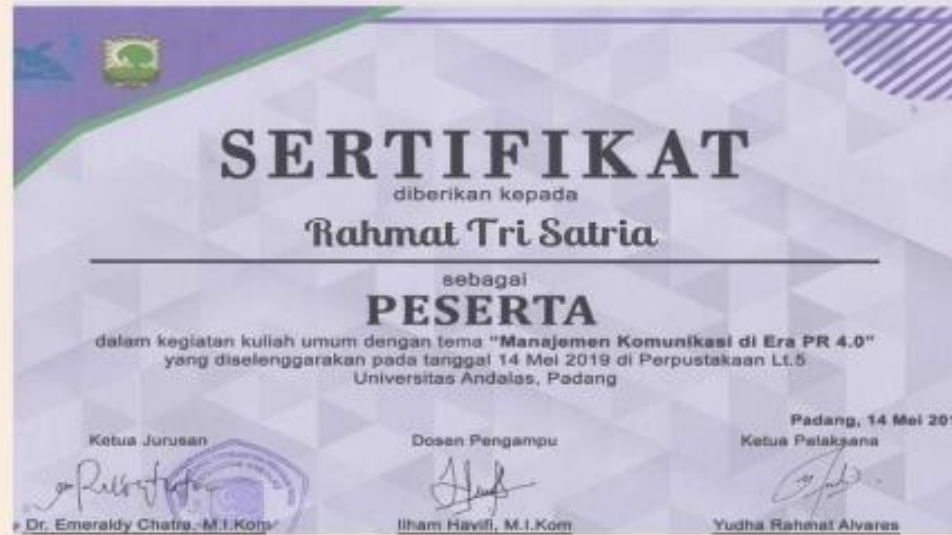 SERTIFIKAT
diberikan kepada
Rahmat Tri Satria
sebagai
PESERTA
dalam kegiatan kuliah umum dengan tema "Manajemen Komunikasi di Era PR 4.0"
yang diselenggarakan pada tanggal 14 Mei 2019 di Perpustakaan Lt.5
Universitas Andalas, Padang
Padang, 14 Mei 201
Ketua Jurusan
Dosen Pengampu
Ketua Pelaksana
Dr. Emeraldy Chatra, M.I.Kom
Ilham Havifi, M.I.Kom
Yudha Rahmat Alvares